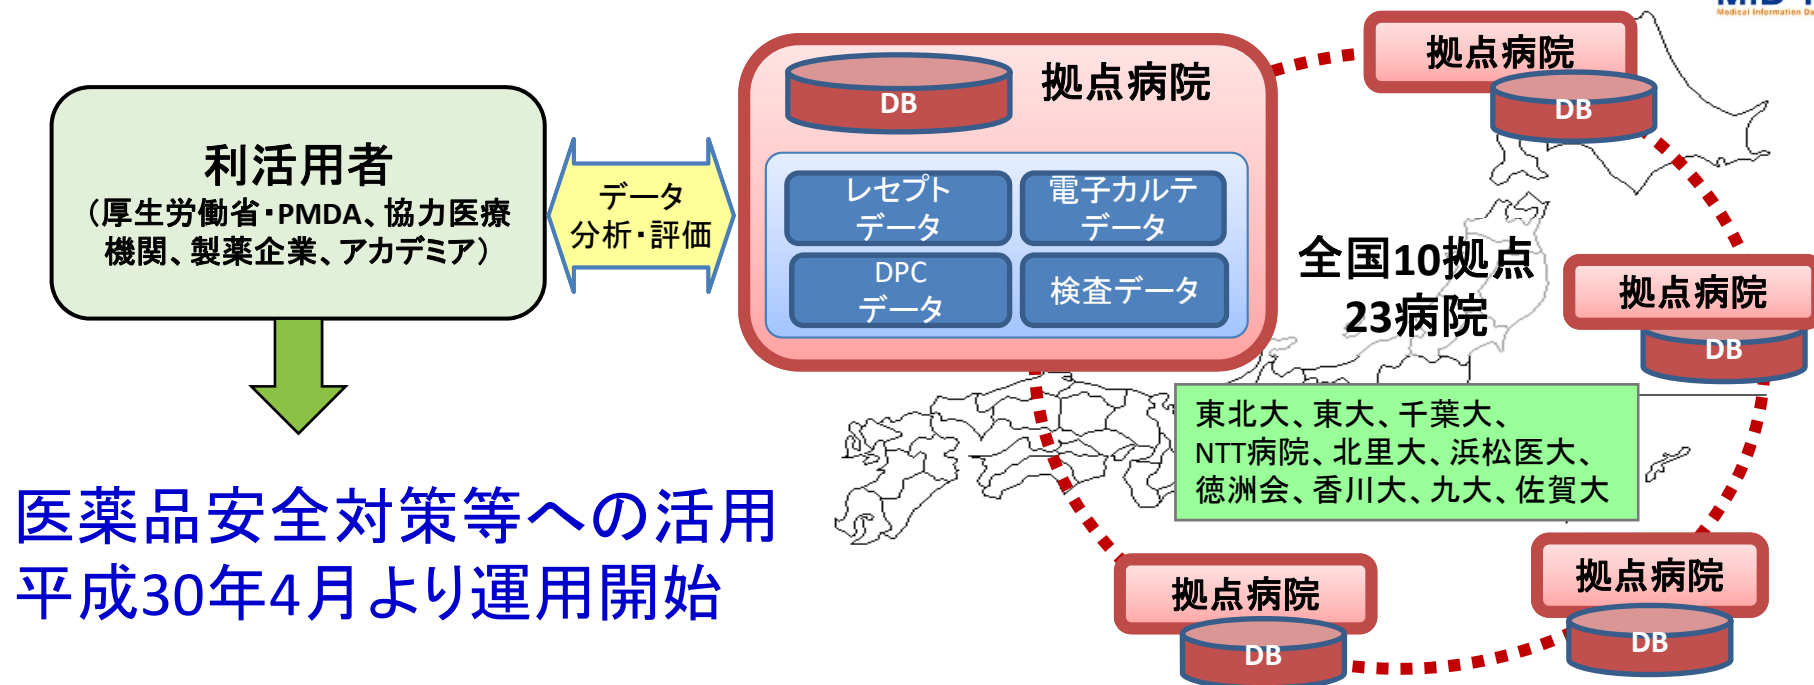 Medical Information Da
拠点病院
DB
利活用者
（厚生労働省・PMDA、協力医療
機関、製薬企業、アカデミア）
データ
分析・評価
DB
拠点病院
レセプト
データ
電子カルテ
データ
DPC
データ
検査データ
全国10拠点
23病院
拠点病院
DB
東北大、東大、千葉大、
NTT病院、北里大、浜松医大、
徳洲会、香川大、九大、佐賀大
医薬品安全対策等への活用
平成30年4月より運用開始
拠点病院
DB
拠点病院
DB